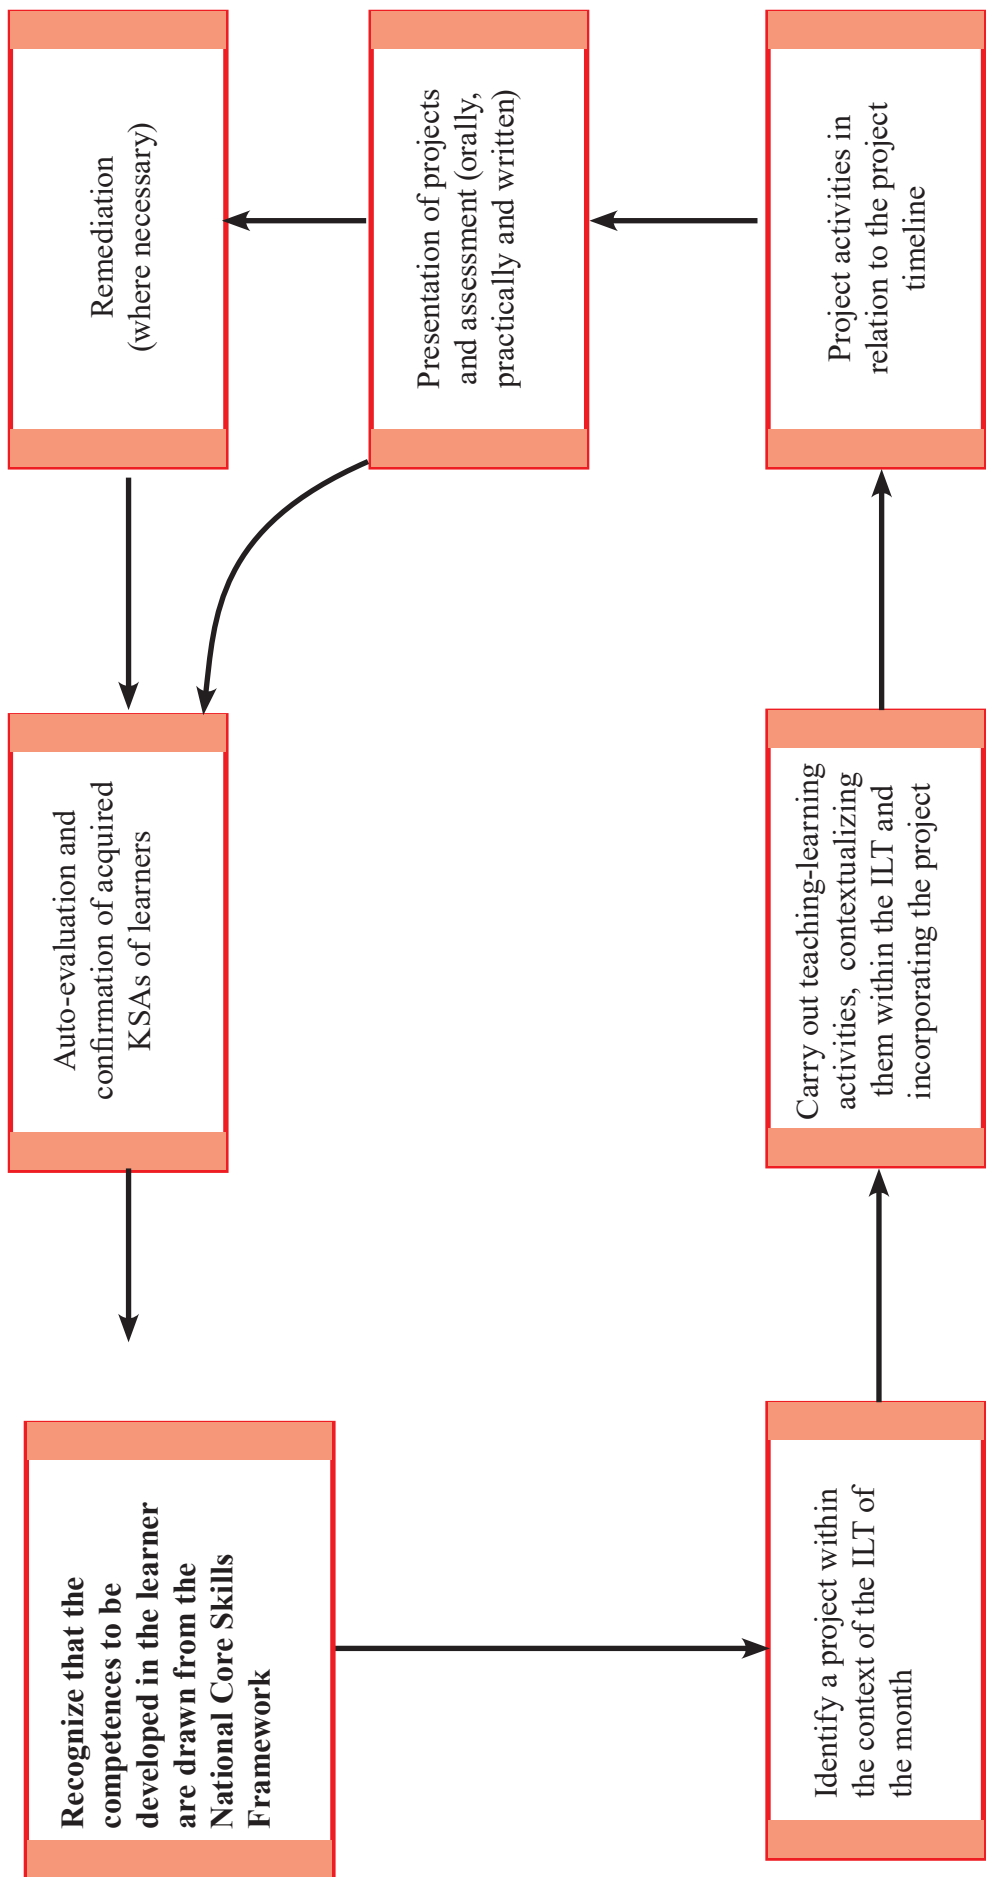 Recognize that the
competences to be
developed in the learner
are drawn from the
National Core Skills
Framework
Identify a project within
the context of the ILT of
the month
Carry out teaching-learning
activities, contextualizing
them within the ILT and
incorporating the project
Project activities in
relation to the project
timeline
Presentation of projects
and assessment (orally,
practically and written)
Remediation
(where necessary)
Auto-evaluation and
confirmation of acquired
KSAs of learners